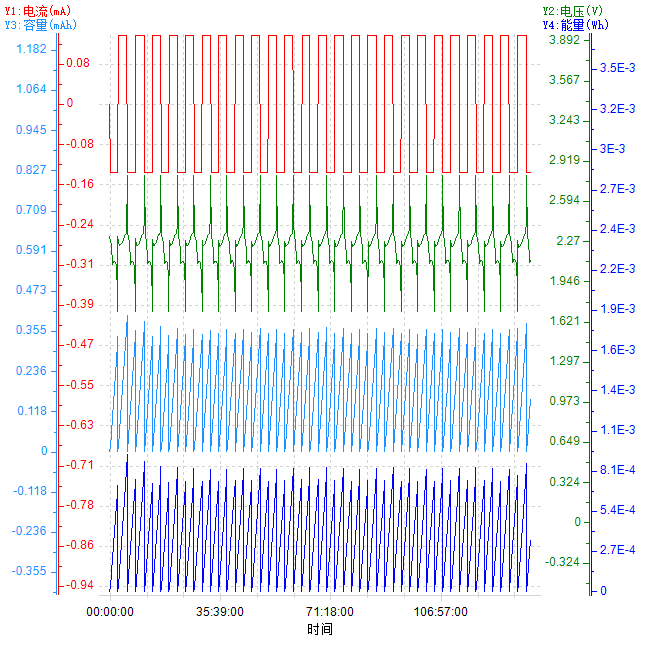 Y1:电流(mA)
Y3:容量(mAh)
Y2:电压(V)
Y4:能量(Wh)
1.182
1.064
0.945
0.827
0.709
0.591
0.473
0.355
0.236
0.118
0
-0.118
-0.236
-0.355
0.08
0
-0.08
-0.16
-0.24
-0.31
-0.39
-0.47
-0.55
-0.63
-0.71
-0.78
-0.86
-0.94
3.892
3.567
3.243
2.919
2.594
2.27
1.946
1.621
1.297
0.973
0.649
0.324
0
-0.324
3.5E-3
3.2E-3
3E-3
2.7E-3
2.4E-3
2.2E-3
1.9E-3
1.6E-3
1.4E-3
1.1E-3
8.1E-4
5.4E-4
2.7E-4
0
00:00:00
35:39:00
71:18:00
106:57:00
时间